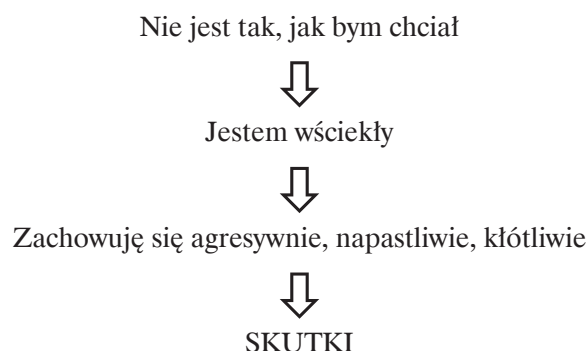 Nie jest tak, jak bym chciał
Jestem wściekły
Zachowuję się agresywnie, napastliwie, kłótliwie
SKUTKI